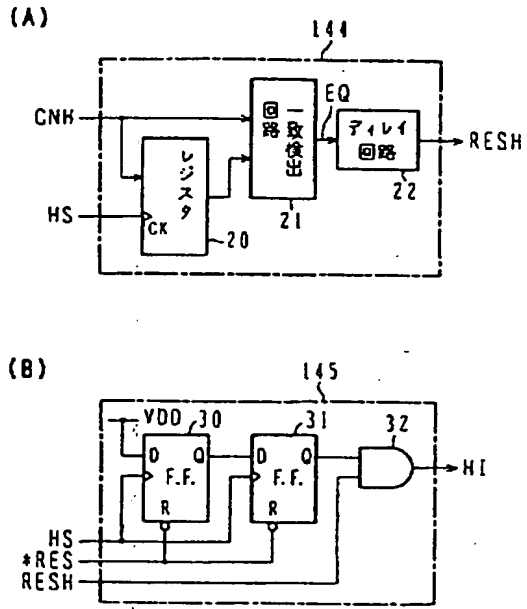 (A)
144
CNH
HS
レジスタ
CK
20
一致検出
回路
21
EQ
ディレイ
回路
22
RESH
(B)
145
VDD
30
31
32
D
Q
F.F.
R
D
Q
F.F.
R
HI
HS
*RES
RESH